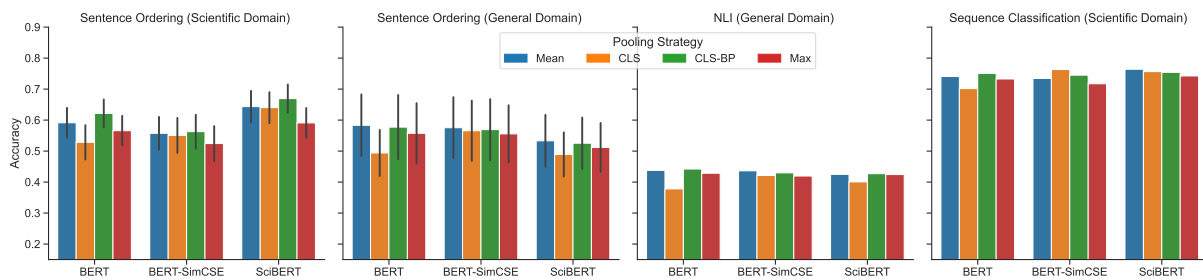 Sentence Ordering (Scientific Domain)
Sentence Ordering (General Domain)
NLI (General Domain)
Sequence Classification (Scientific Domain)
Pooling Strategy
Mean
CLS
CLS-BP
Max
Accuracy
0.9
0.8
0.7
0.6
0.5
0.4
0.3
0.2
BERT
BERT-SimCSE
SciBERT
BERT
BERT-SimCSE
SciBERT
BERT
BERT-SimCSE
SciBERT
BERT
BERT-SimCSE
SciBERT